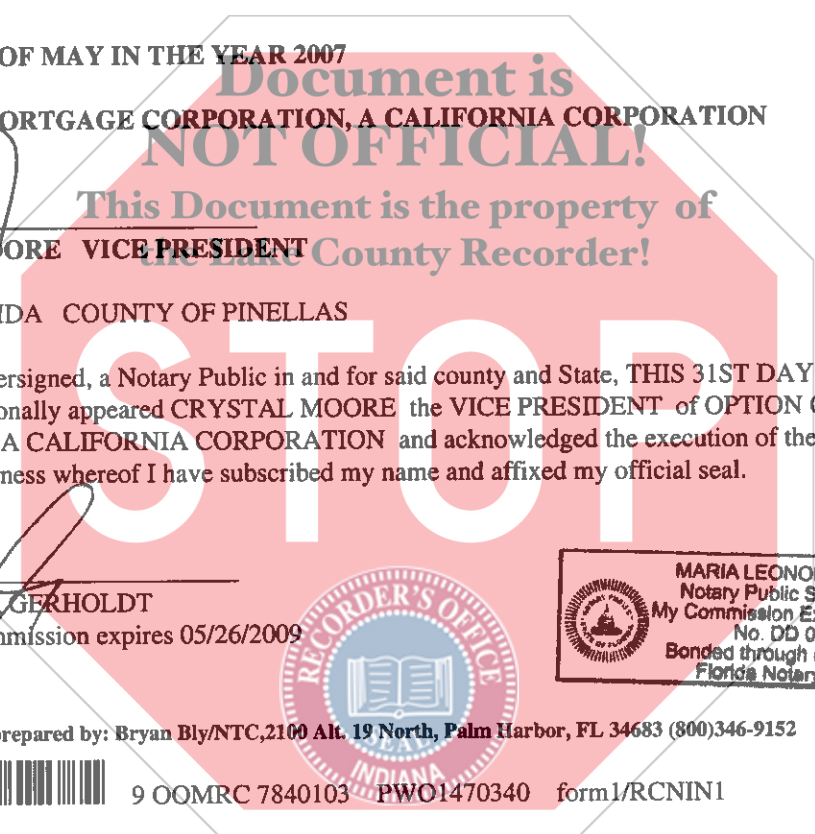 OF MAY IN THE YEAR 2007
Document is
ORTGAGE CORPORATION, A CALIFORNIA CORPORATION
NOT OFFICIAL!
This Document is the property of
OORE VICE PRESIDENT
the Lake County Recorder!
IDA COUNTY OF PINELLAS
STOP
ersigned, a Notary Public in and for said county and State, THIS 31ST DAY
onally appeared CRYSTAL MOORE the VICE PRESIDENT of OPTION
A CALIFORNIA CORPORATION and acknowledged the execution of the
ness whereof I have subscribed my name and affixed my official seal.
GERHOLDT
mmission expires 05/26/2009
MARIA LEONO
Notary Public S
My Commission Ex
No. DD 0
Bonded through
Florida Notary
RECORDER'S OFFICE
SEAL
INDIANA
prepared by: Bryan Bly/NTC,2100 Alt. 19 North, Palm Harbor, FL 34683 (800)346-9152
9 OOMRC 7840103 PWO1470340 form1/RCNIN1